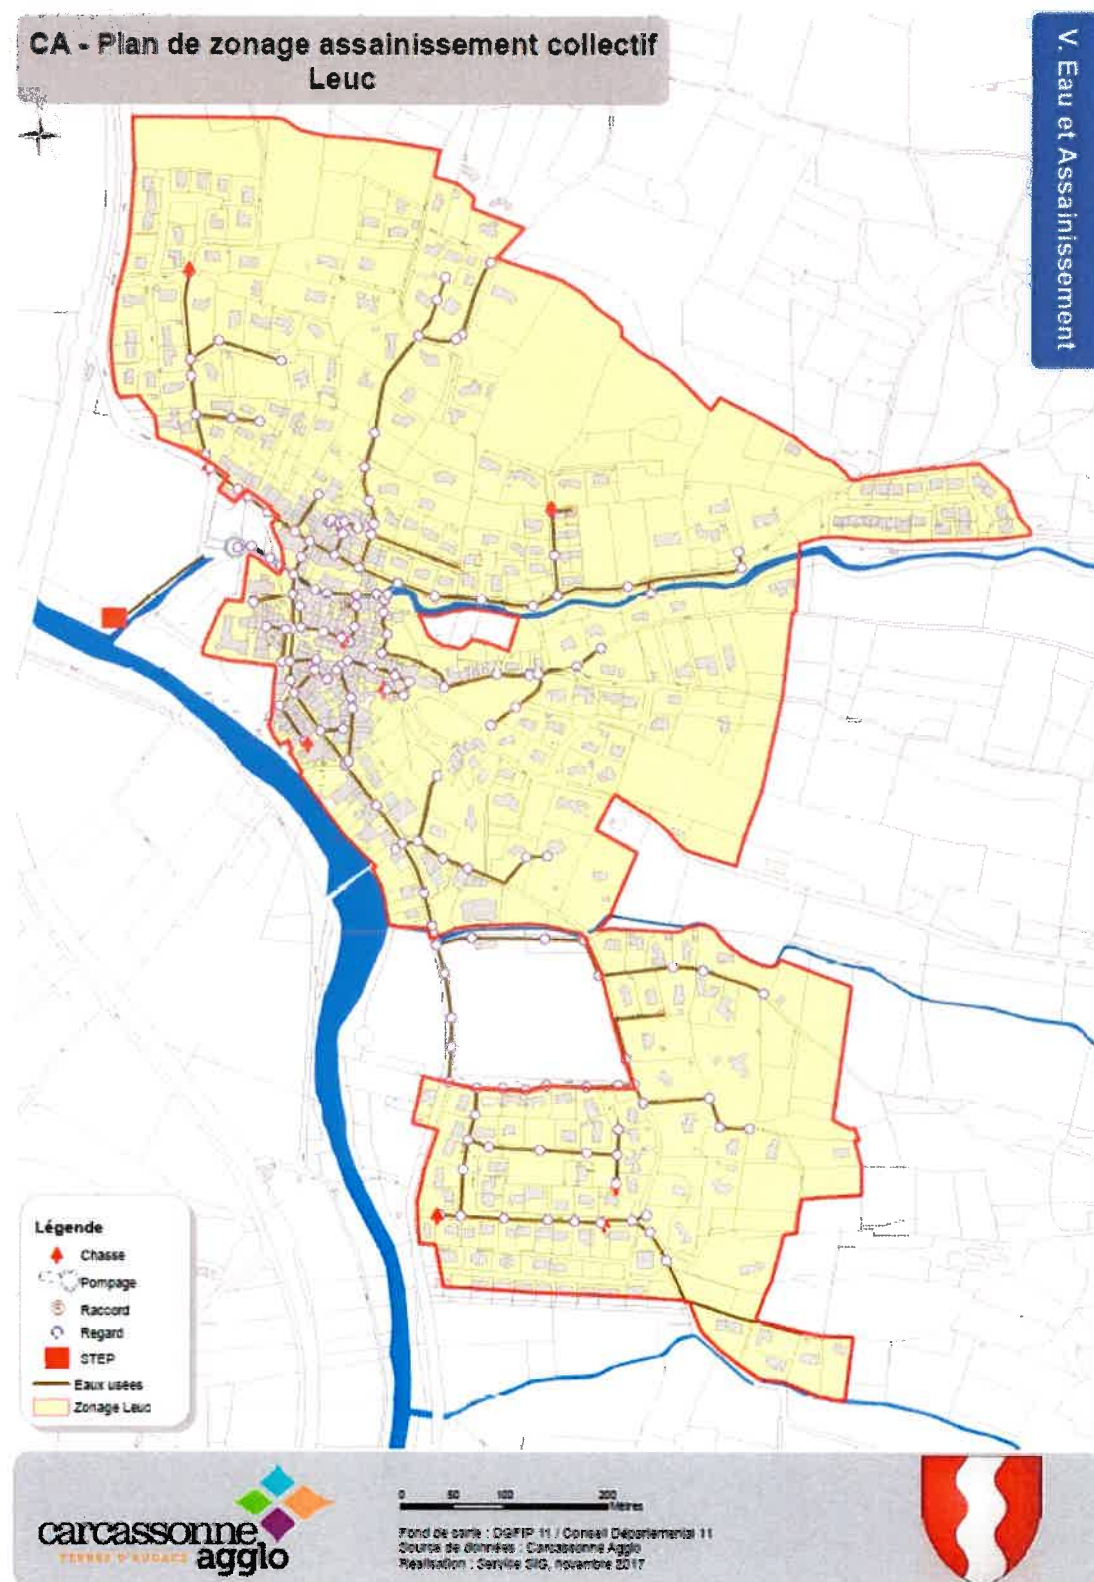 CA - Plan de zonage assainissement collectif
Leuc
V. Eau et Assainissement
Légende
Chasse
Pompage
Raccord
Regard
STEP
Eaux usées
Zonage Leuc
carcassonne
agglo
TERRES D'AUDACE
0 50 100 200
Mètres
Fond de carte : DGFIP 11 / Conseil Départemental 11
Source de données : Carcassonne Agglo
Réalisation : Service SIG, novembre 2017